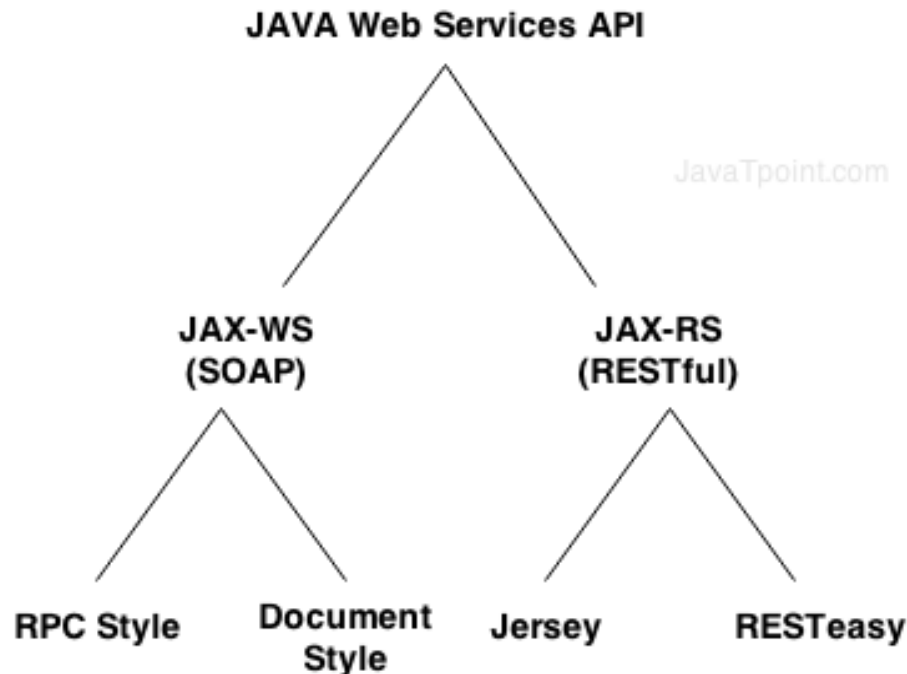 JAVA Web Services API
JavaTpoint.com
JAX-WS
(SOAP)
JAX-RS
(RESTful)
RPC Style
Document
Style
Jersey
RESTeasy